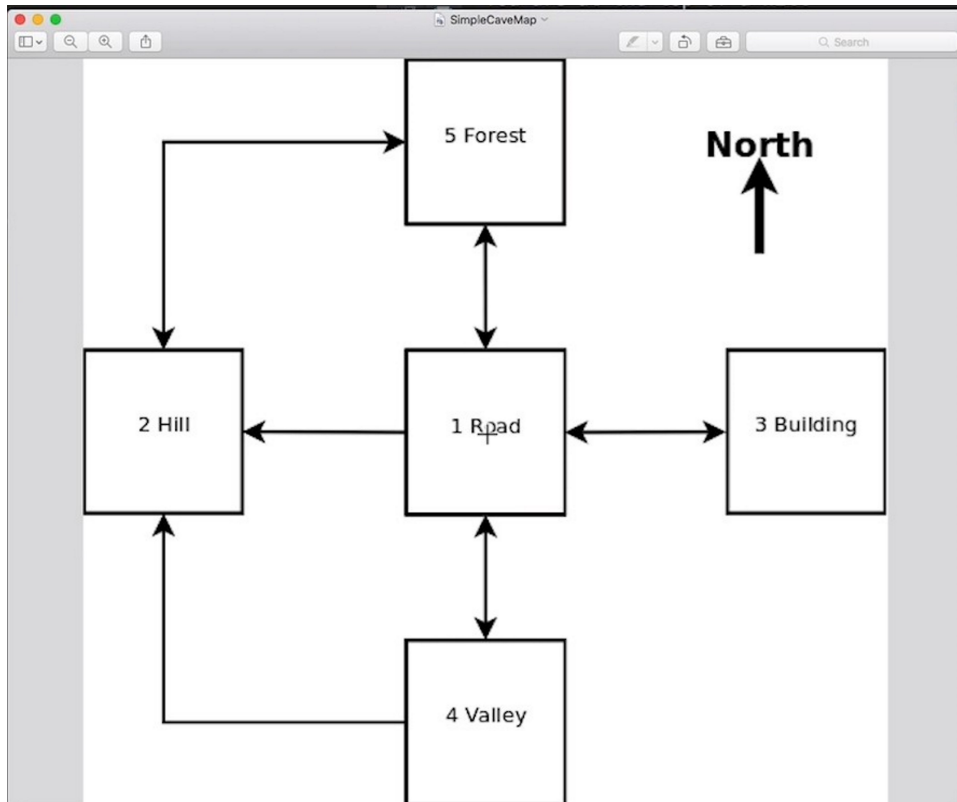 SimpleCaveMap
Search
5 Forest
North
2 Hill
1 Road
3 Building
4 Valley